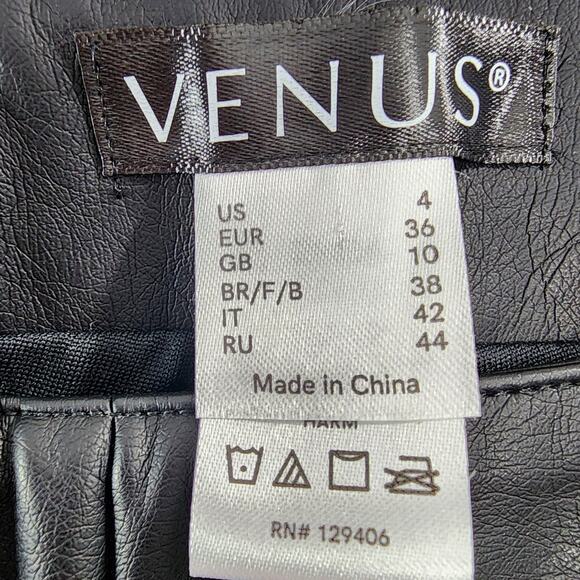 VENUS®
US 4
EUR 36
GB 10
BR/F/B 38
IT 42
RU 44
Made in China
HARM
RN# 129406